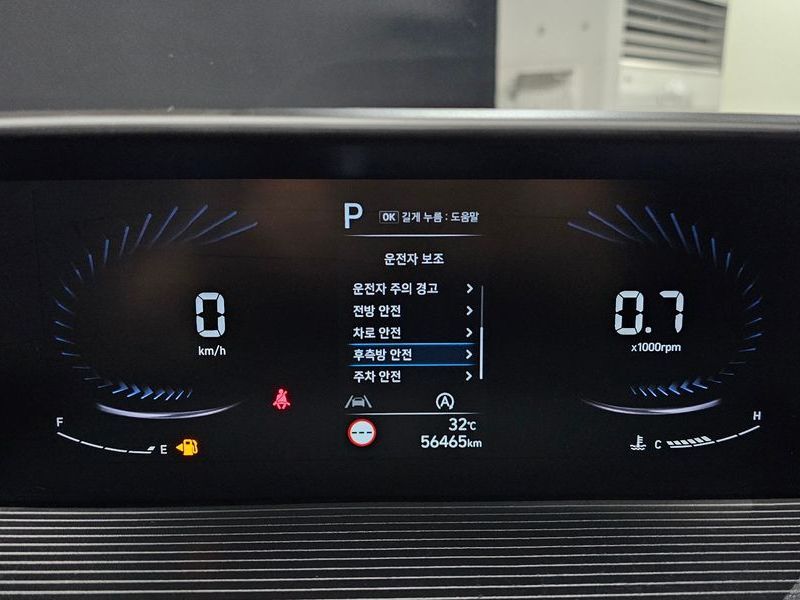 P OK 길게 누름 : 도움말
운전자 보조
운전자 주의 경고
전방 안전
차로 안전
후측방 안전
주차 안전
0
km/h
0.7
x1000rpm
F
E
A
---
32℃
56465km
H
C